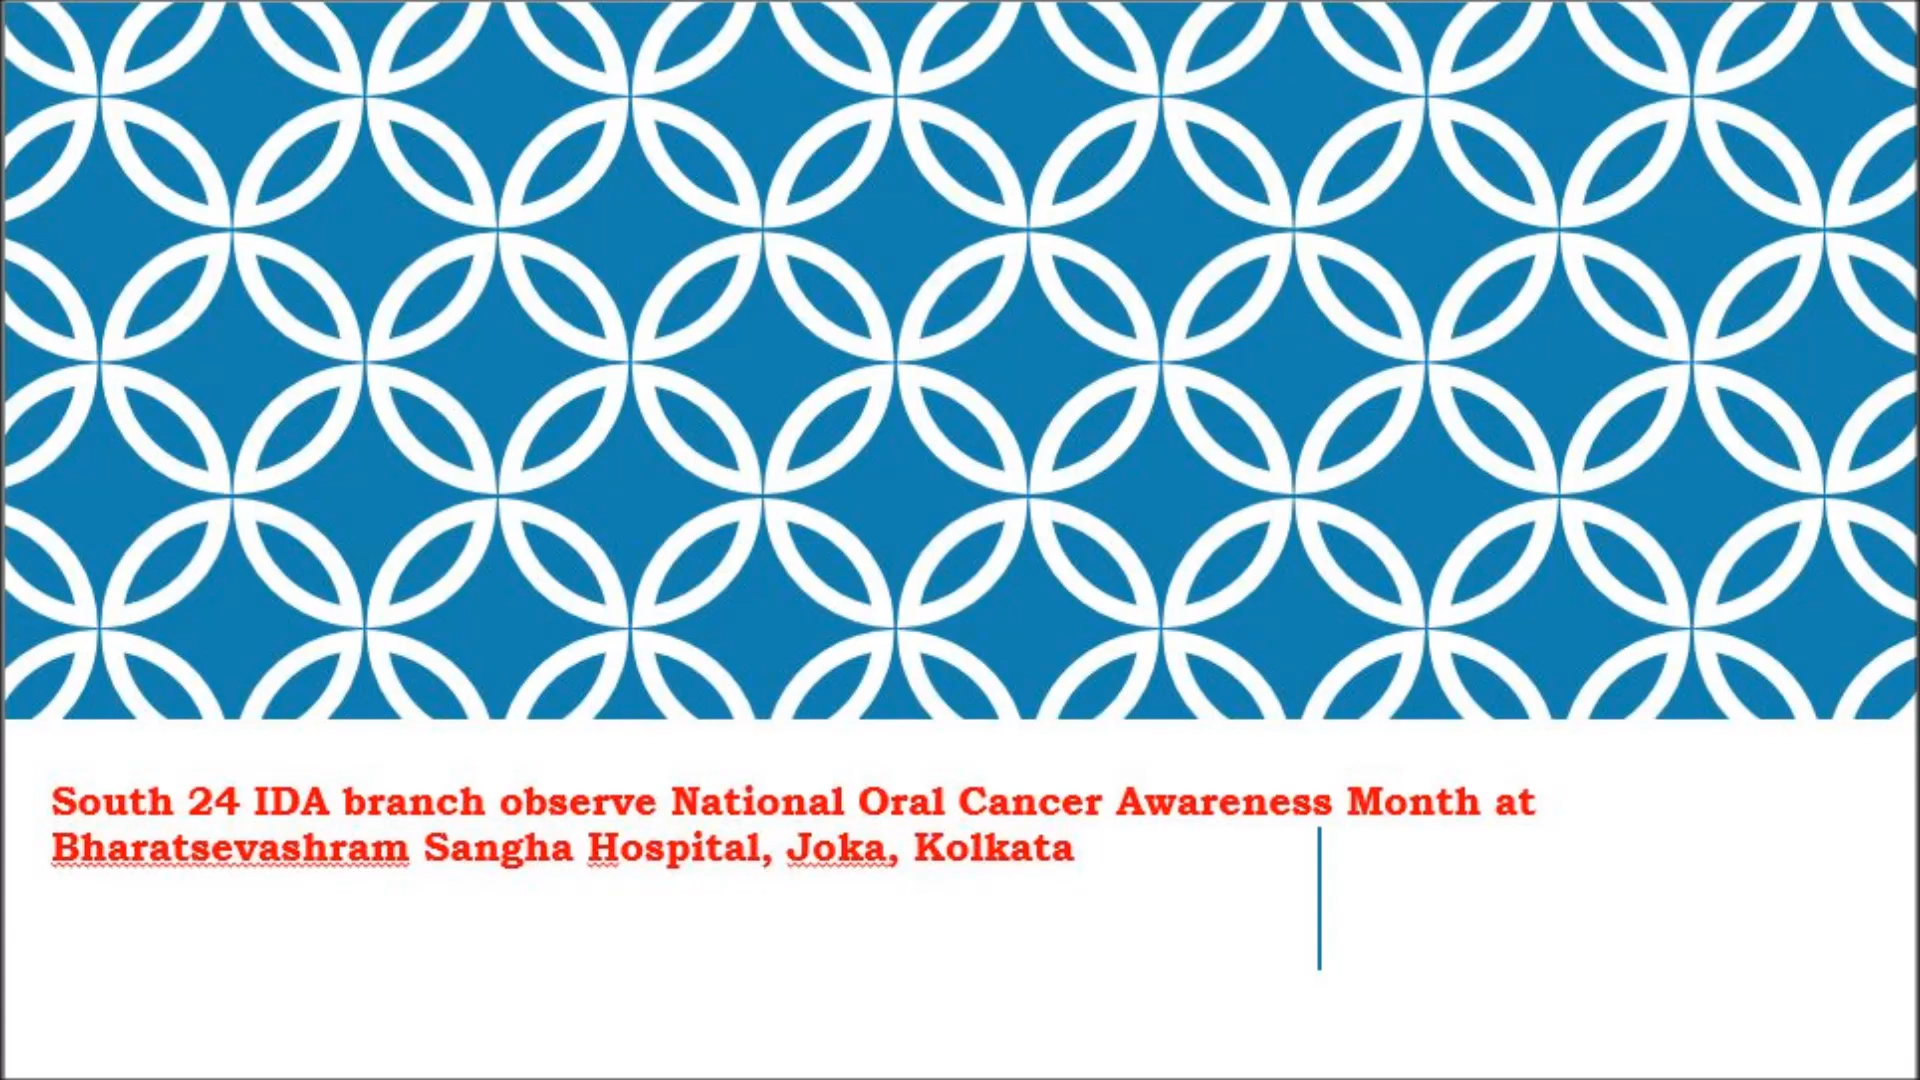 South 24 IDA branch observe National Oral Cancer Awareness Month at
Bharatsevashram Sangha Hospital, Joka, Kolkata